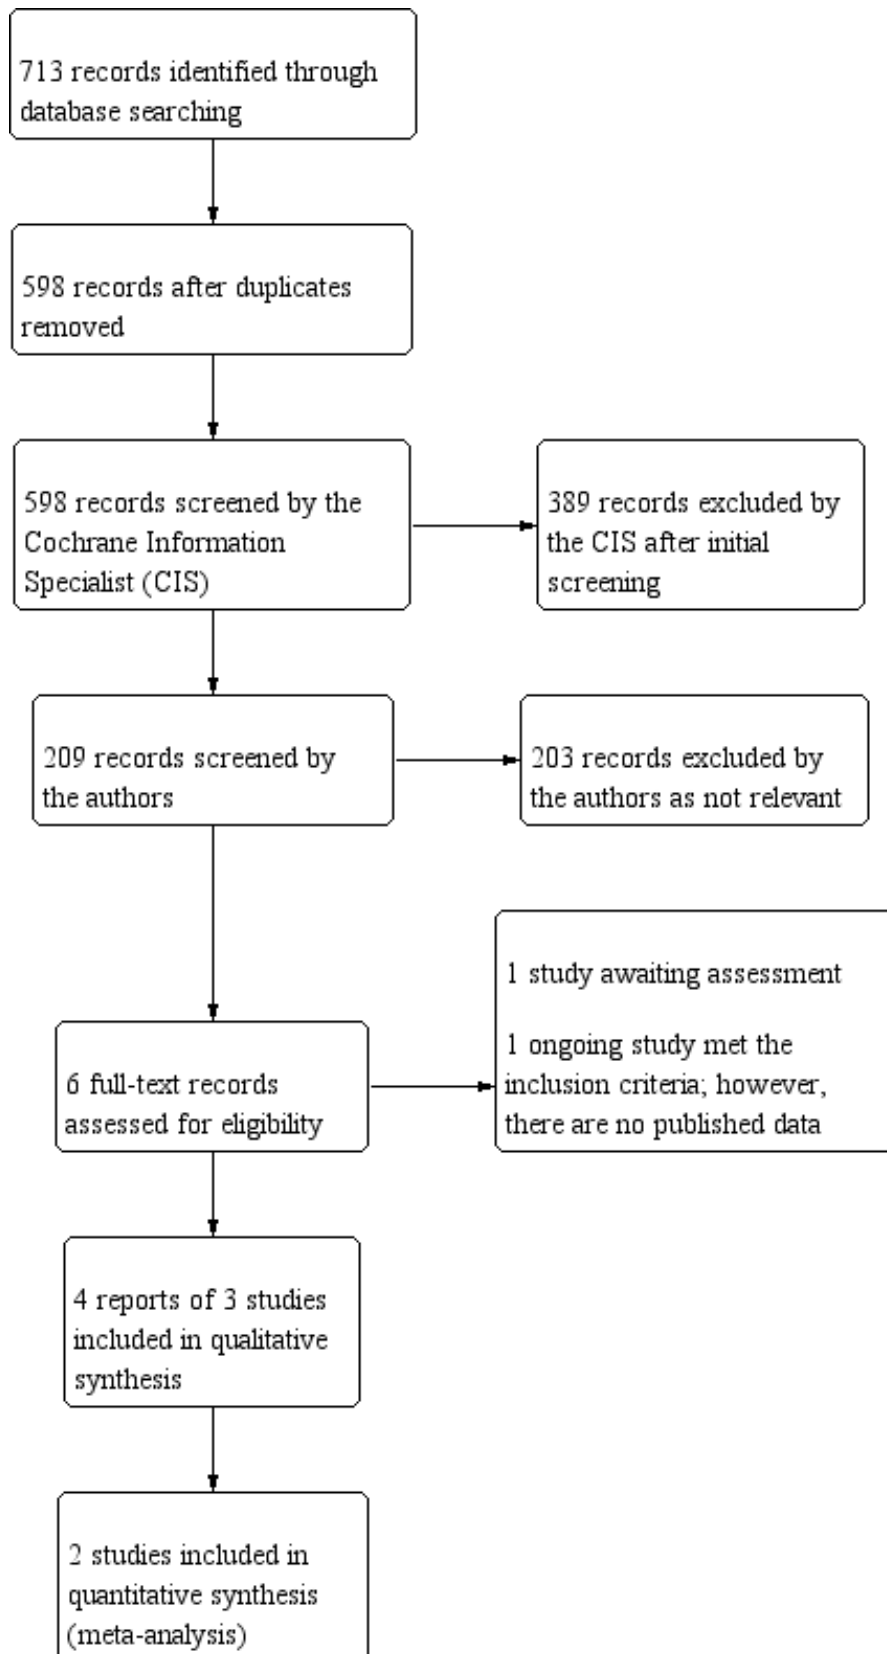 713 records identified through
database searching
598 records after duplicates
removed
598 records screened by the
Cochrane Information
Specialist (CIS)
389 records excluded by
the CIS after initial
screening
209 records screened by
the authors
203 records excluded by
the authors as not relevant
6 full-text records
assessed for eligibility
1 study awaiting assessment
1 ongoing study met the
inclusion criteria; however,
there are no published data
4 reports of 3 studies
included in qualitative
synthesis
2 studies included in
quantitative synthesis
(meta-analysis)